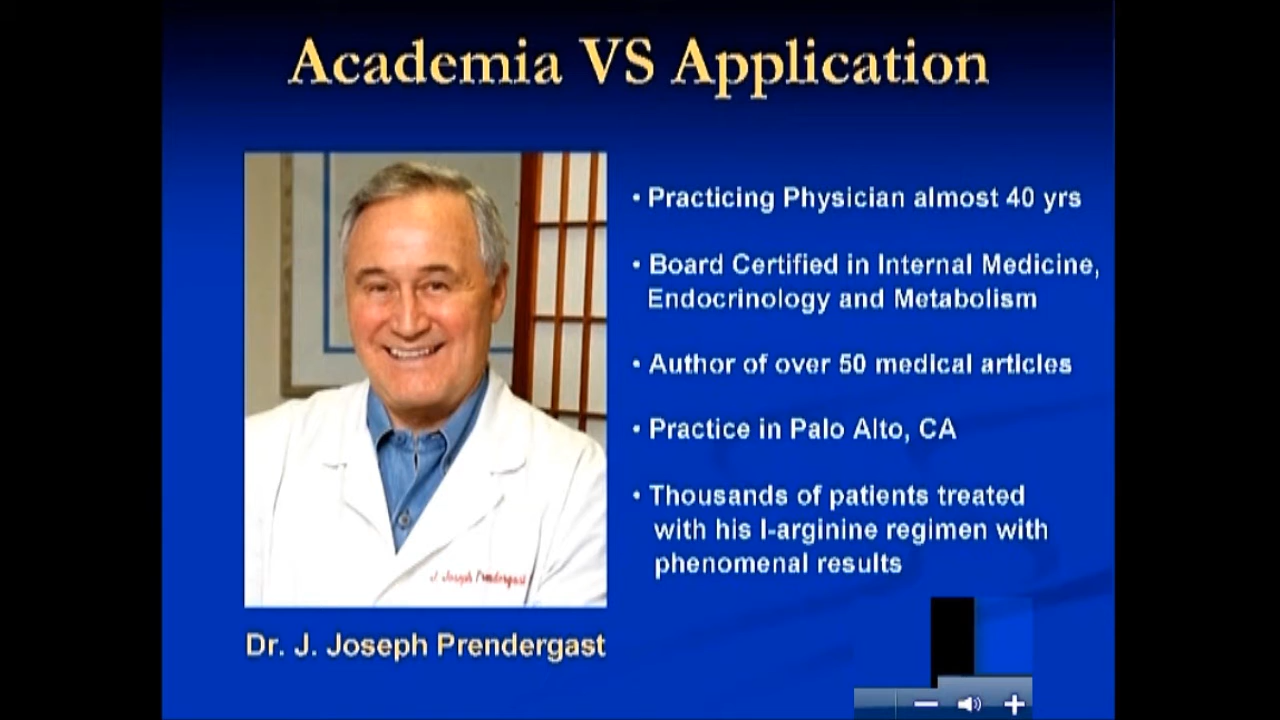 Academia VS Application
• Practicing Physician almost 40 yrs
• Board Certified in Internal Medicine,
Endocrinology and Metabolism
• Author of over 50 medical articles
• Practice in Palo Alto, CA
• Thousands of patients treated
with his l-arginine regimen with
phenomenal results
J. Joseph Prendergast
Dr. J. Joseph Prendergast